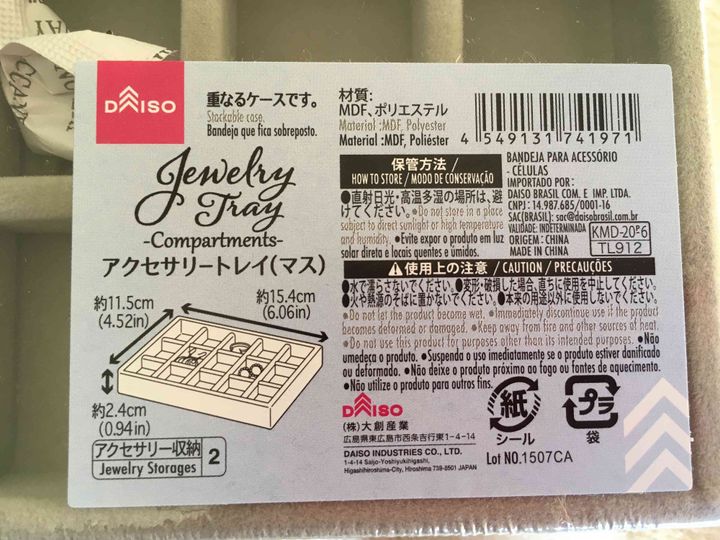 DAISO
重なるケースです。
Stackable case.
Bandeja que fica sobreposto.
Jewelry
Tray
-Compartments-
アクセサリートレイ(マス)
約11.5cm
(4.52in)
約15.4cm
(6.06in)
約2.4cm
(0.94in)
アクセサリー収納 2
Jewelry Storages
材質:
MDF、ポリエステル
Material :MDF, Polyester
Material :MDF, Poliéster
4 549131 741971
保管方法 /
HOW TO STORE / MODO DE CONSERVAÇÃO
●直射日光・高温多湿の場所は、避
けてください。●Do not store in a place
subject to direct sunlight or high temperature
and humidity. ●Evite expor o produto em luz
solar direta e locais quentes e úmidos.
BANDEJA PARA ACESSÓRIO
- CÉLULAS
IMPORTADO POR:
DAISO BRASIL COM. E IMP. LTDA.
CNPJ: 14.987.685/0001-16
SAC(BRASIL): sac@daisobrasil.com.br
VALIDADE: INDETERMINADA
ORIGEM: CHINA
MADE IN CHINA
KMD-20
TL912
使用上の注意 / CAUTION / PRECAUÇÕES
●水で濡らさないでください。●変形・破損した場合、直ちに使用を中止してください。
●火や熱源のそばに置かないでください。●本来の用途以外に使用しないでください。
●Do not let the product become wet. ●Immediately discontinue use if the product
becomes deformed or damaged. ●Keep away from fire and other sources of heat.
●Do not use this product for purposes other than its intended purposes. ●Não
umedeça o produto. ●Suspenda o uso imediatamente se o produto estiver danificado
ou deformado. ●Não deixe o produto próximo ao fogo ou fontes de aquecimento.
●Não utilize o produto para outros fins.
DAISO
(株)大創産業
広島県東広島市西条吉行東1-4-14
DAISO INDUSTRIES CO., LTD.
1-4-14 Saijo-Yoshiyukihigashi,
Higashihiroshima-City, Hiroshima 739-8501 JAPAN
紙
シール
プラ
袋
Lot NO.1507CA